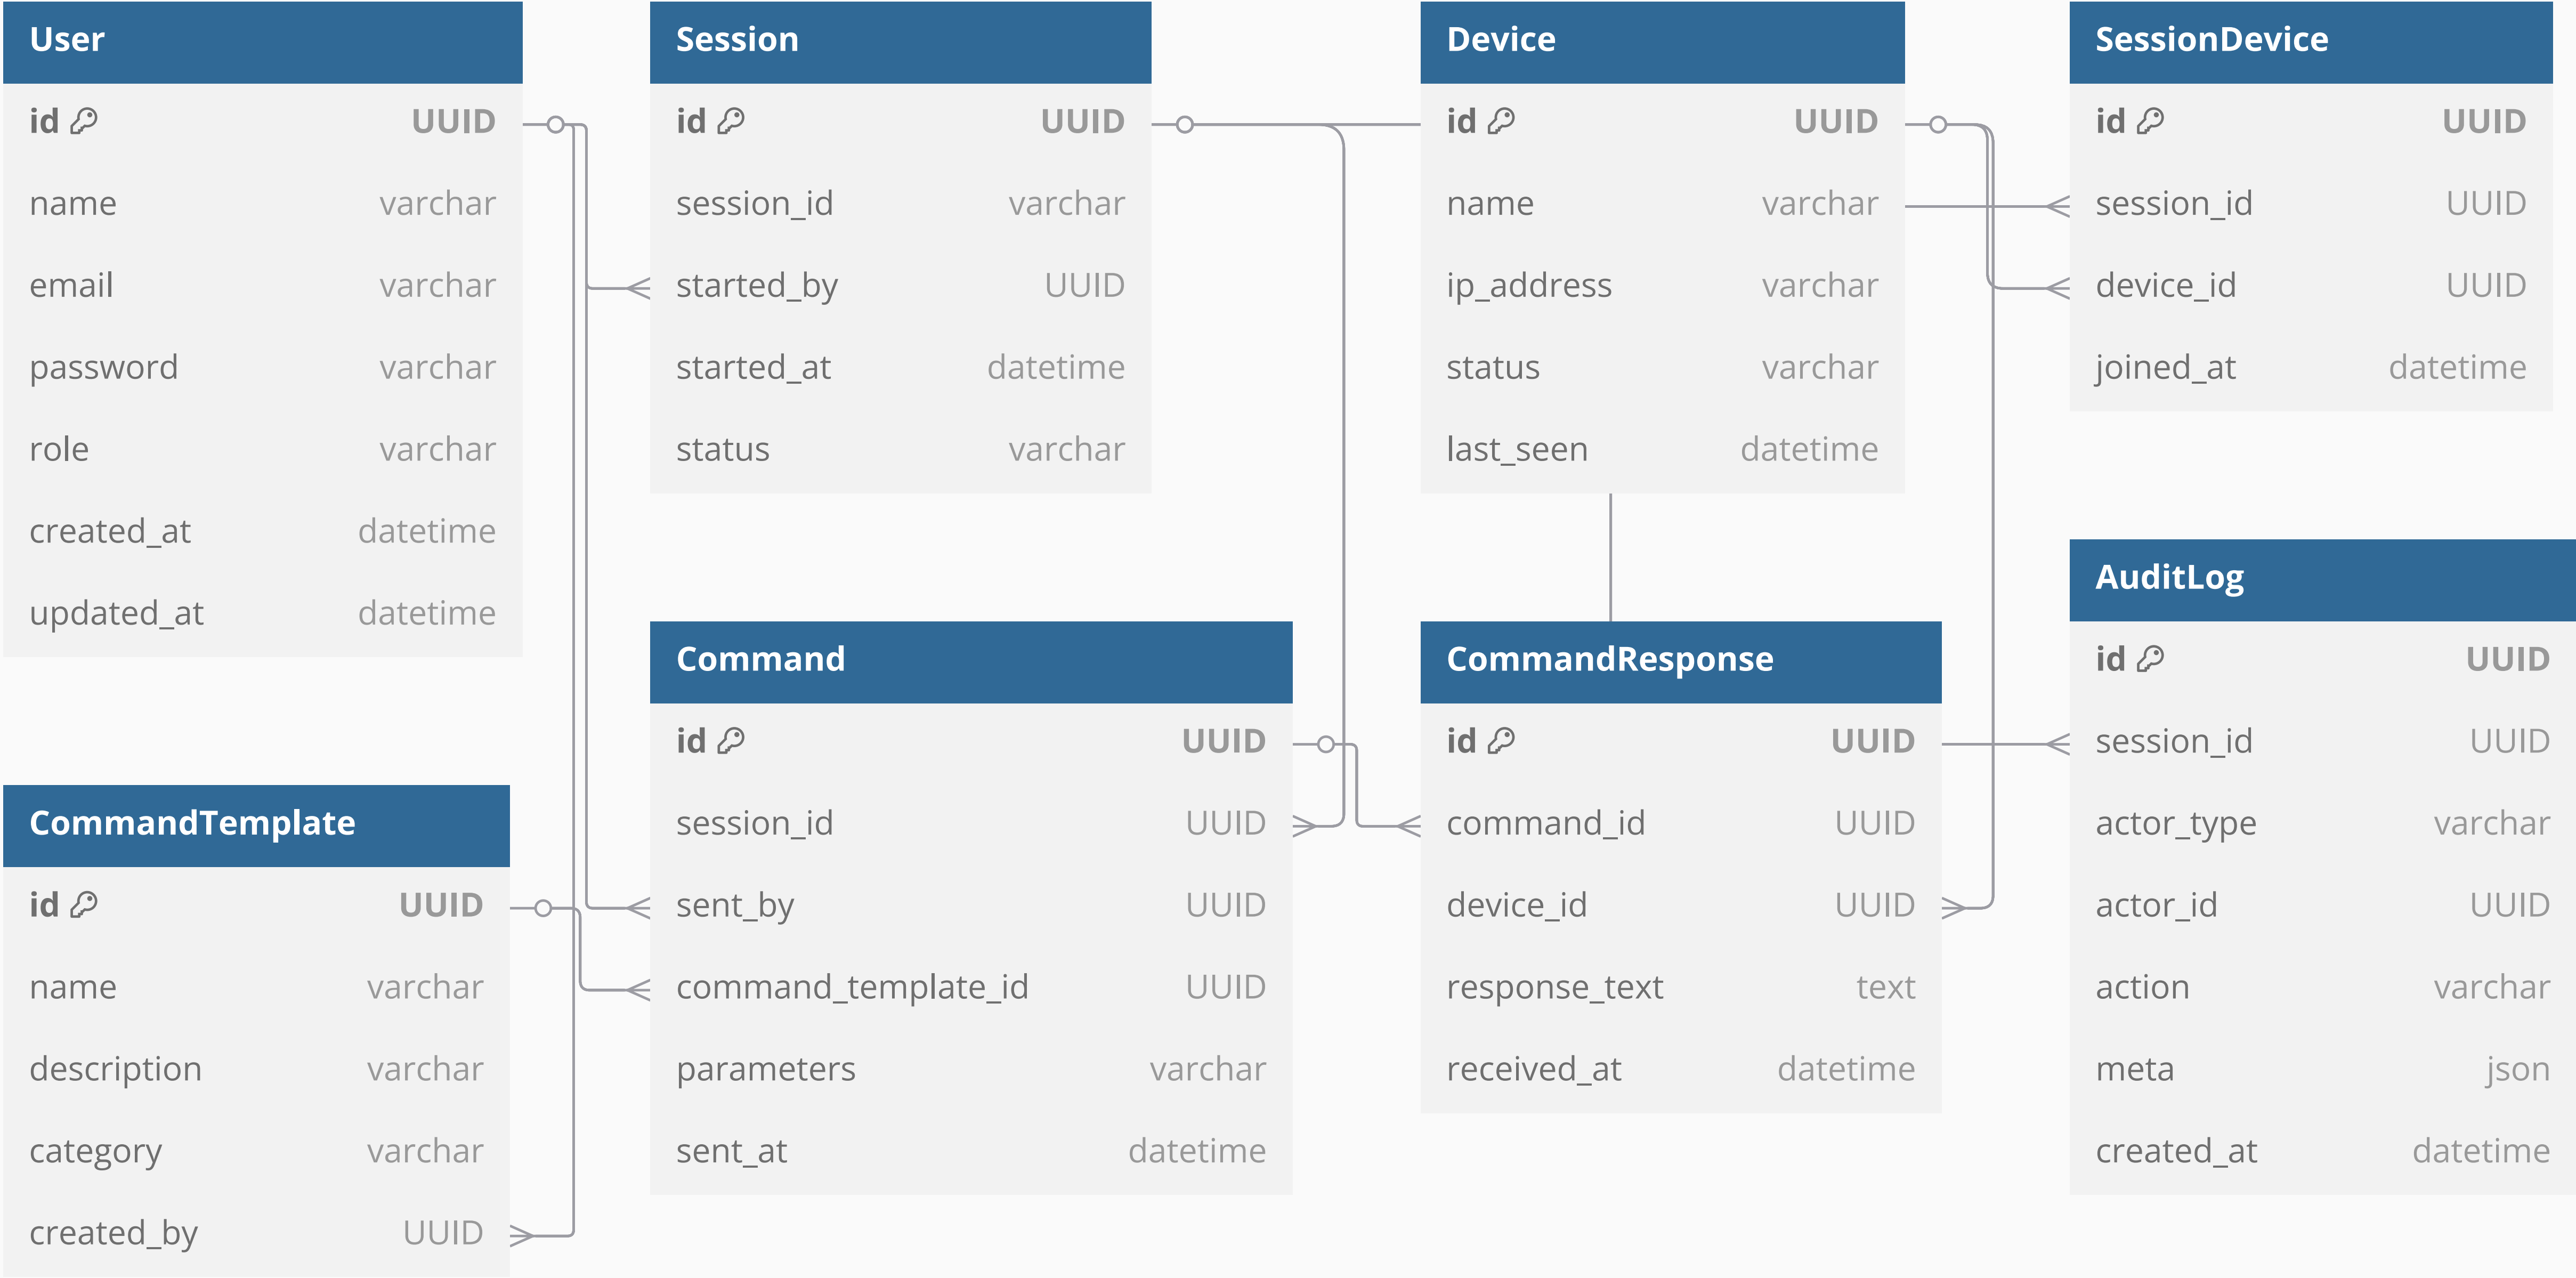 User
id UUID
name varchar
email varchar
password varchar
role varchar
created_at datetime
updated_at datetime
Session
id UUID
session_id varchar
started_by UUID
started_at datetime
status varchar
Device
id UUID
name varchar
ip_address varchar
status varchar
last_seen datetime
SessionDevice
id UUID
session_id UUID
device_id UUID
joined_at datetime
CommandTemplate
id UUID
name varchar
description varchar
category varchar
created_by UUID
Command
id UUID
session_id UUID
sent_by UUID
command_template_id UUID
parameters varchar
sent_at datetime
CommandResponse
id UUID
command_id UUID
device_id UUID
response_text text
received_at datetime
AuditLog
id UUID
session_id UUID
actor_type varchar
actor_id UUID
action varchar
meta json
created_at datetime